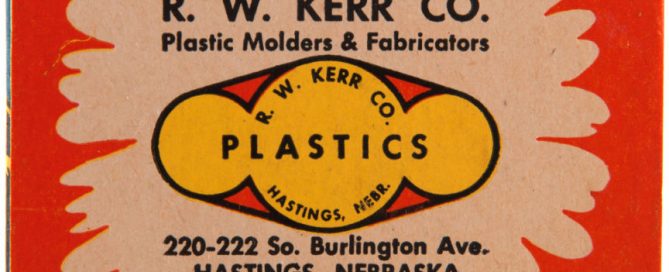 R. W. KERR CO.
Plastic Molders & Fabricators
R. W. KERR CO.
PLASTICS
HASTINGS, NEBR.
220-222 So. Burlington Ave.
HASTINGS, NEBRASKA